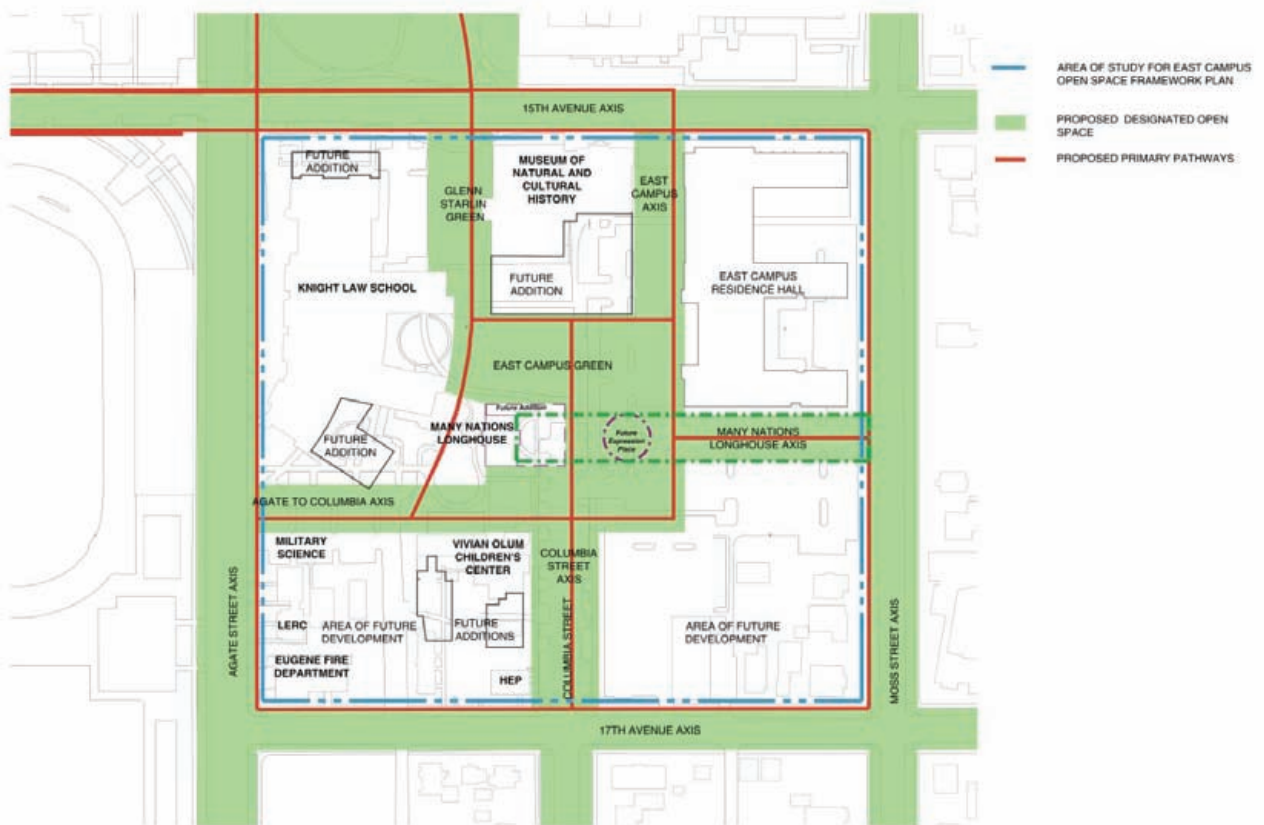 AREA OF STUDY FOR EAST CAMPUS
OPEN SPACE FRAMEWORK PLAN
PROPOSED DESIGNATED OPEN
SPACE
PROPOSED PRIMARY PATHWAYS
15TH AVENUE AXIS
FUTURE
ADDITION
GLENN
STARLIN
GREEN
MUSEUM OF
NATURAL AND
CULTURAL
HISTORY
EAST
CAMPUS
AXIS
KNIGHT LAW SCHOOL
FUTURE
ADDITION
EAST CAMPUS
RESIDENCE HALL
EAST CAMPUS GREEN
Future Addition
MANY NATIONS
LONGHOUSE
Future
Expression
Place
MANY NATIONS
LONGHOUSE AXIS
FUTURE
ADDITION
AGATE TO COLUMBIA AXIS
MILITARY
SCIENCE
VIVIAN OLUM
CHILDREN'S
CENTER
COLUMBIA
STREET
AXIS
LERC
AREA OF FUTURE
DEVELOPMENT
FUTURE
ADDITIONS
AREA OF FUTURE
DEVELOPMENT
EUGENE FIRE
DEPARTMENT
HEP
COLUMBIA STREET
AGATE STREET AXIS
MOSS STREET AXIS
17TH AVENUE AXIS